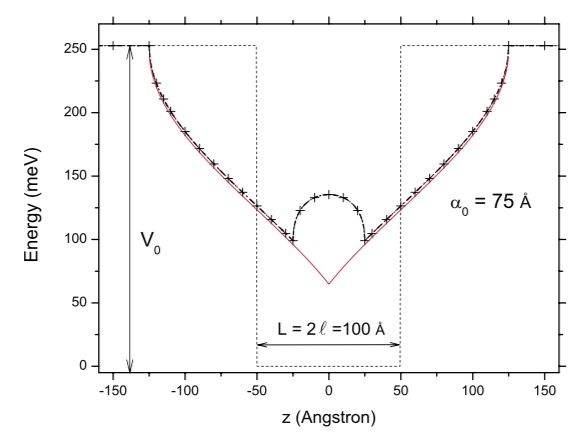 Energy (meV)
250
200
150
100
50
0
V₀
α₀ = 75 Å
L = 2ℓ =100 Å
-150 -100 -50 0 50 100 150
z (Angstron)